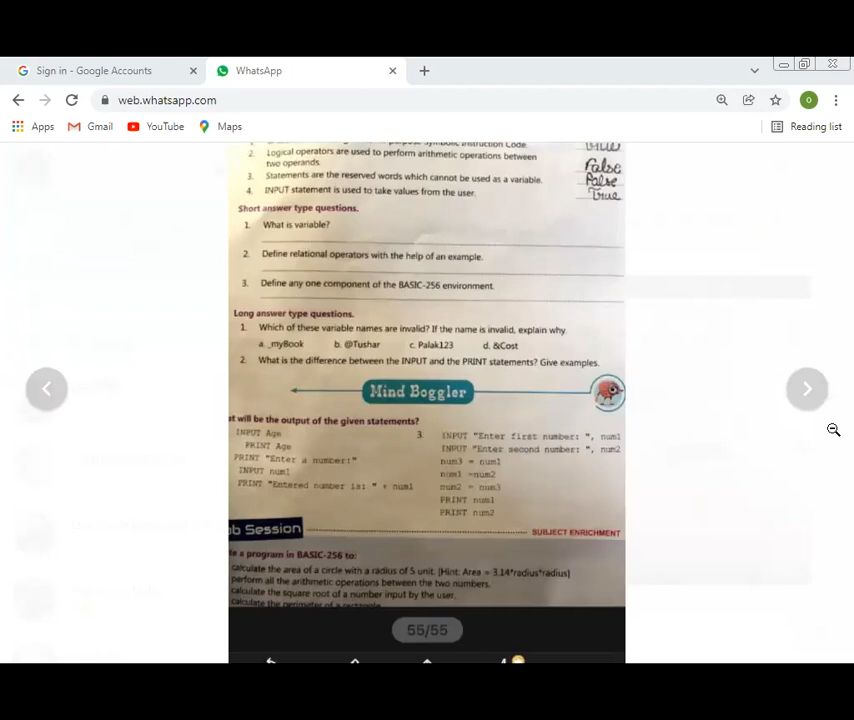 Sign in - Google Accounts
WhatsApp
web.whatsapp.com
Apps
Gmail
YouTube
Maps
Reading list
Instruction Code.
True
2. Logical operators are used to perform arithmetic operations between
two operands.
False
3. Statements are the reserved words which cannot be used as a variable.
False
4. INPUT statement is used to take values from the user.
True
Short answer type questions.
1. What is variable?
2. Define relational operators with the help of an example.
3. Define any one component of the BASIC-256 environment.
Long answer type questions.
1. Which of these variable names are invalid? If the name is invalid, explain why.
a. _myBook b. @Tushar c. Palak123 d. &Cost
2. What is the difference between the INPUT and the PRINT statements? Give examples.
Mind Boggler
at will be the output of the given statements?
INPUT Age
PRINT Age
PRINT "Enter a number:"
INPUT num1
PRINT "Entered number is: " + num1
3. INPUT "Enter first number: ", num1
INPUT "Enter second number: ", num2
num3 = num1
num1 =num2
num2 = num3
PRINT num1
PRINT num2
ab Session
SUBJECT ENRICHMENT
te a program in BASIC-256 to:
calculate the area of a circle with a radius of 5 unit. [Hint: Area = 3.14*radius*radius]
perform all the arithmetic operations between the two numbers.
calculate the square root of a number input by the user.
calculate the perimeter of a rectangle.
55/55